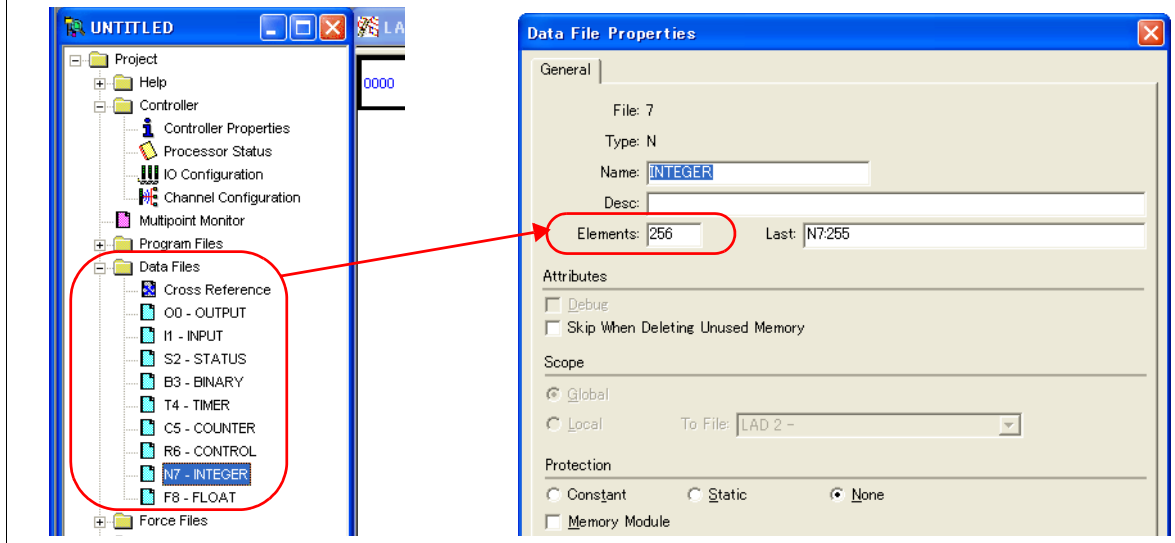 UNTITLED
LA
Project
Help
Controller
Controller Properties
Processor Status
IO Configuration
Channel Configuration
Multipoint Monitor
Program Files
Data Files
Cross Reference
O0 - OUTPUT
I1 - INPUT
S2 - STATUS
B3 - BINARY
T4 - TIMER
C5 - COUNTER
R6 - CONTROL
N7 - INTEGER
F8 - FLOAT
Force Files
0000
Data File Properties
General
File: 7
Type: N
Name: INTEGER
Desc:
Elements: 256 Last: N7:255
Attributes
Debug
Skip When Deleting Unused Memory
Scope
Global
Local To File: LAD 2 -
Protection
Constant Static None
Memory Module